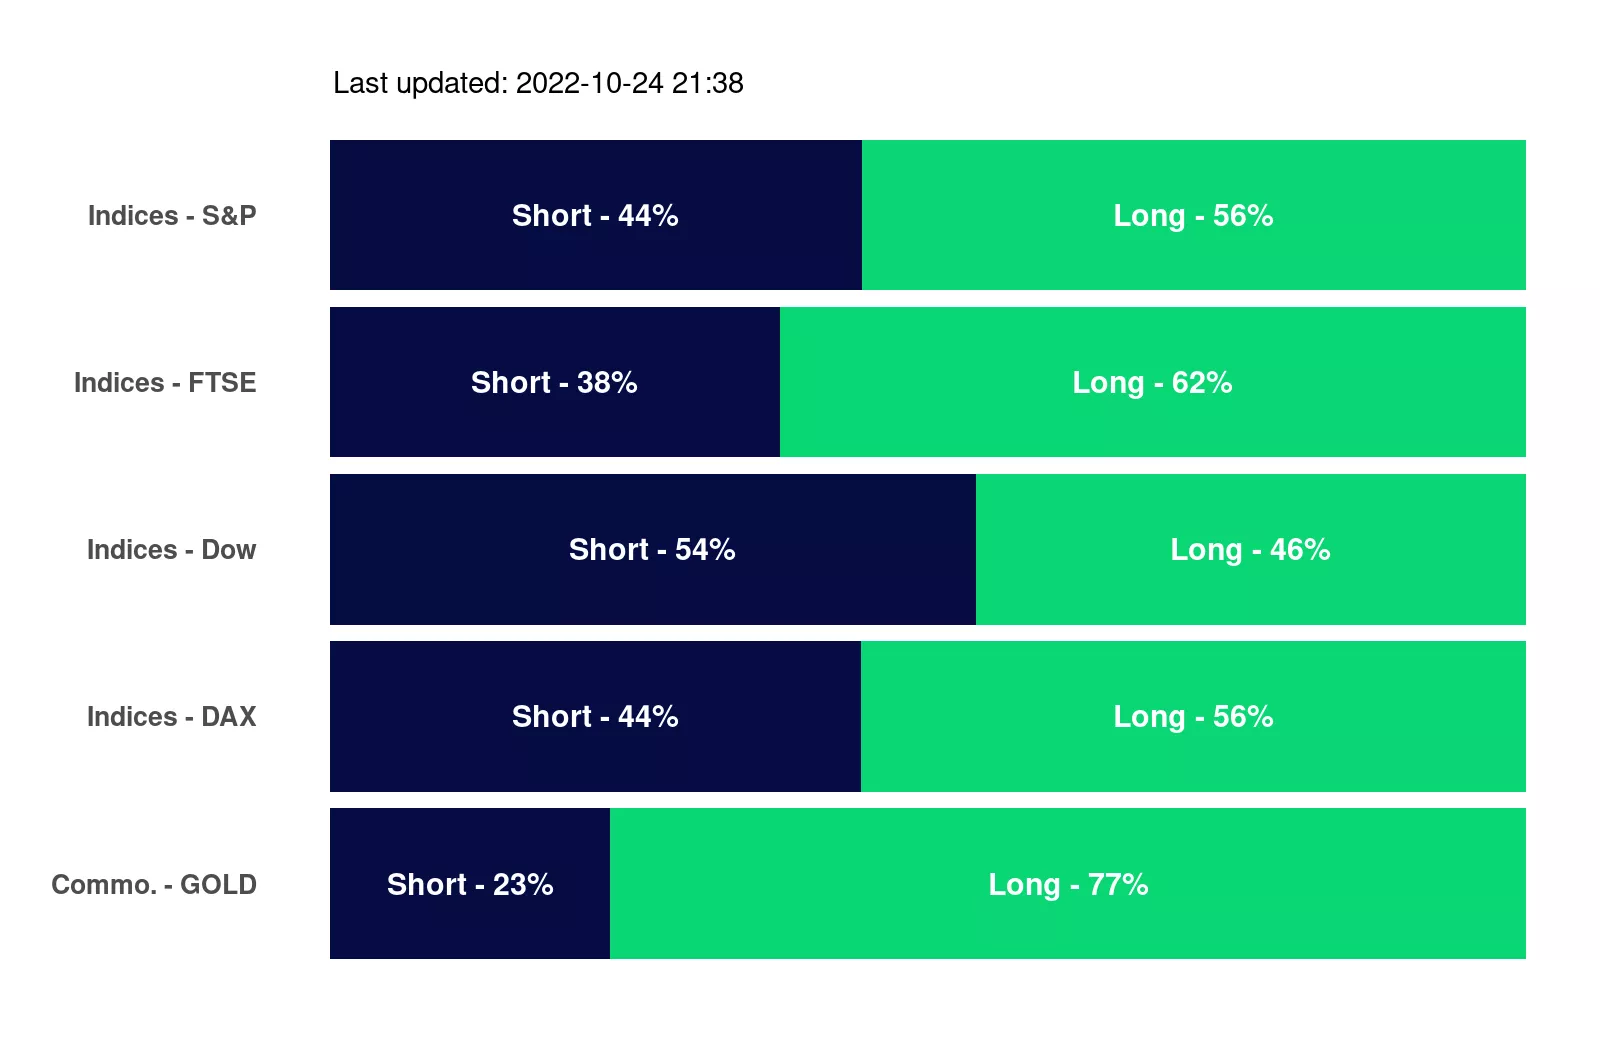 Last updated: 2022-10-24 21:38
Indices - S&P Short - 44% Long - 56%
Indices - FTSE Short - 38% Long - 62%
Indices - Dow Short - 54% Long - 46%
Indices - DAX Short - 44% Long - 56%
Commo. - GOLD Short - 23% Long - 77%